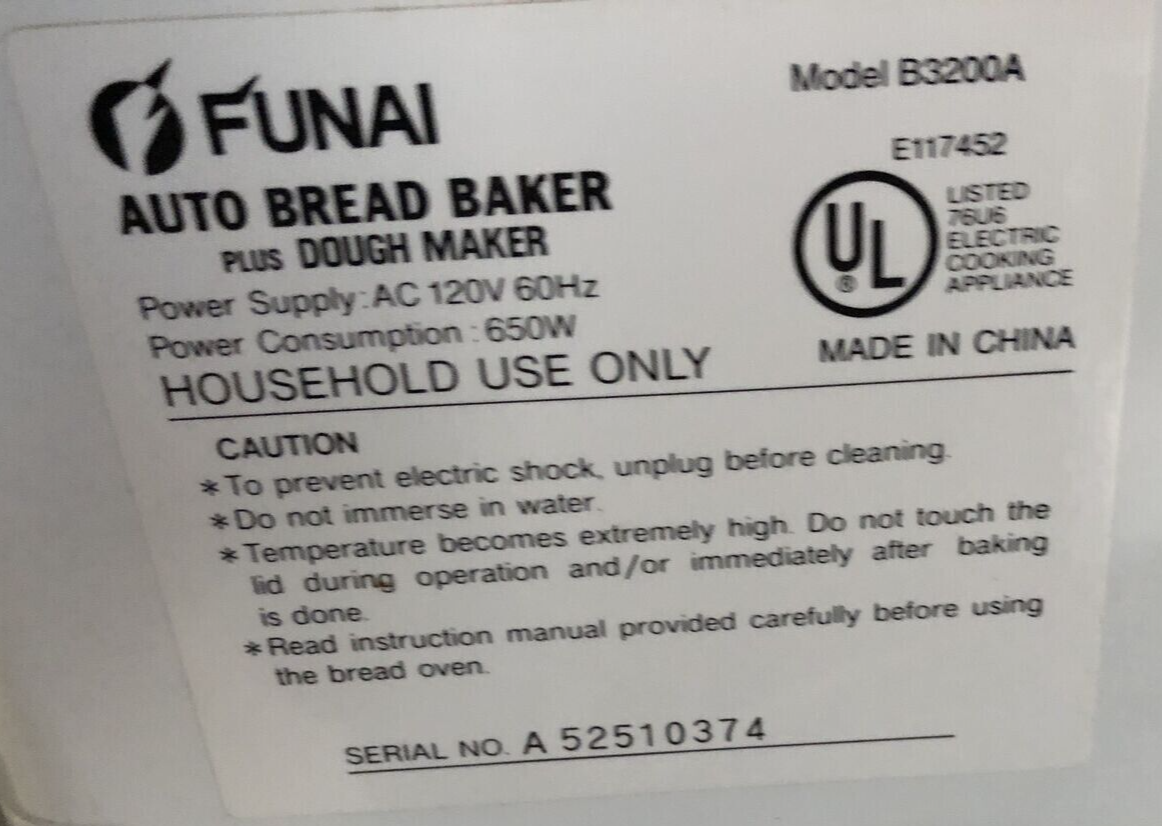 FUNAI
Model B3200A
AUTO BREAD BAKER
PLUS DOUGH MAKER
Power Supply : AC 120V 60Hz
Power Consumption : 650W
HOUSEHOLD USE ONLY
E117452
UL
®
LISTED
76U6
ELECTRIC
COOKING
APPLIANCE
MADE IN CHINA
CAUTION
*To prevent electric shock, unplug before cleaning.
*Do not immerse in water.
*Temperature becomes extremely high. Do not touch the
lid during operation and/or immediately after baking
is done.
*Read instruction manual provided carefully before using
the bread oven.
SERIAL NO. A 52510374